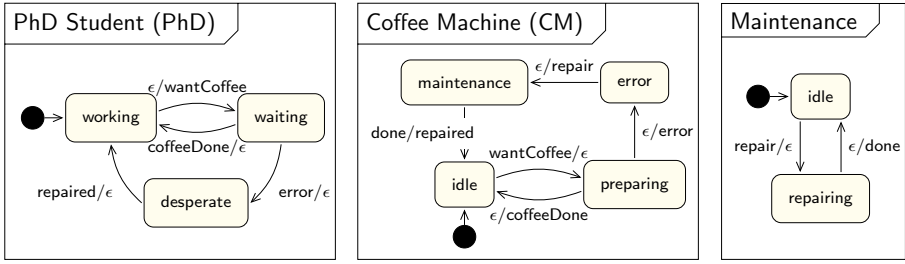 PhD Student (PhD)
ϵ/wantCoffee
working
waiting
coffeeDone/ϵ
repaired/ϵ
error/ϵ
desperate
Coffee Machine (CM)
ϵ/repair
maintenance
error
done/repaired
ϵ/error
wantCoffee/ϵ
idle
preparing
ϵ/coffeeDone
Maintenance
idle
repair/ϵ
ϵ/done
repairing